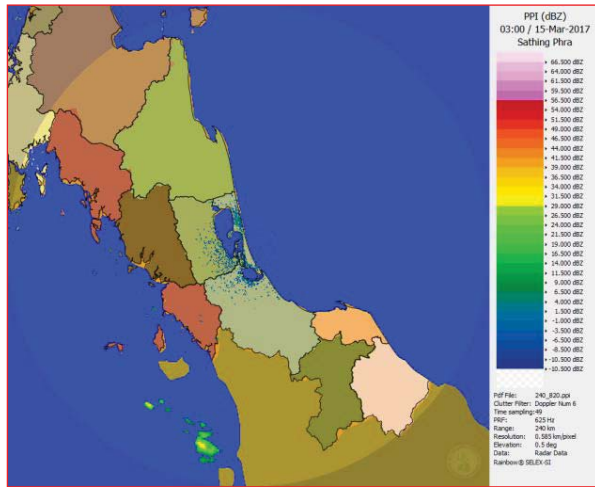 PPI (dBZ)
03:00 / 15-Mar-2017
Sathing Phra
+ 66.500 dBZ
+ 64.000 dBZ
+ 61.500 dBZ
+ 59.500 dBZ
+ 56.500 dBZ
+ 54.000 dBZ
+ 51.500 dBZ
+ 49.000 dBZ
+ 46.500 dBZ
+ 44.000 dBZ
+ 41.500 dBZ
+ 39.000 dBZ
+ 36.500 dBZ
+ 34.000 dBZ
+ 31.500 dBZ
+ 29.000 dBZ
+ 26.500 dBZ
+ 24.000 dBZ
+ 21.500 dBZ
+ 19.000 dBZ
+ 16.500 dBZ
+ 14.000 dBZ
+ 11.500 dBZ
+ 9.000 dBZ
+ 6.500 dBZ
+ 4.000 dBZ
+ 1.500 dBZ
+ -1.000 dBZ
+ -3.500 dBZ
+ -6.000 dBZ
+ -8.500 dBZ
+ -10.500 dBZ
- -10.500 dBZ
Pdf File: 240_820.ppi
Clutter Filter: Doppler Num 6
Time sampling: 49
PRF: 625 Hz
Range: 240 km
Resolution: 0.585 km/pixel
Elevation: 0.5 deg
Data: Radar Data
Rainbow® SELEX-SI